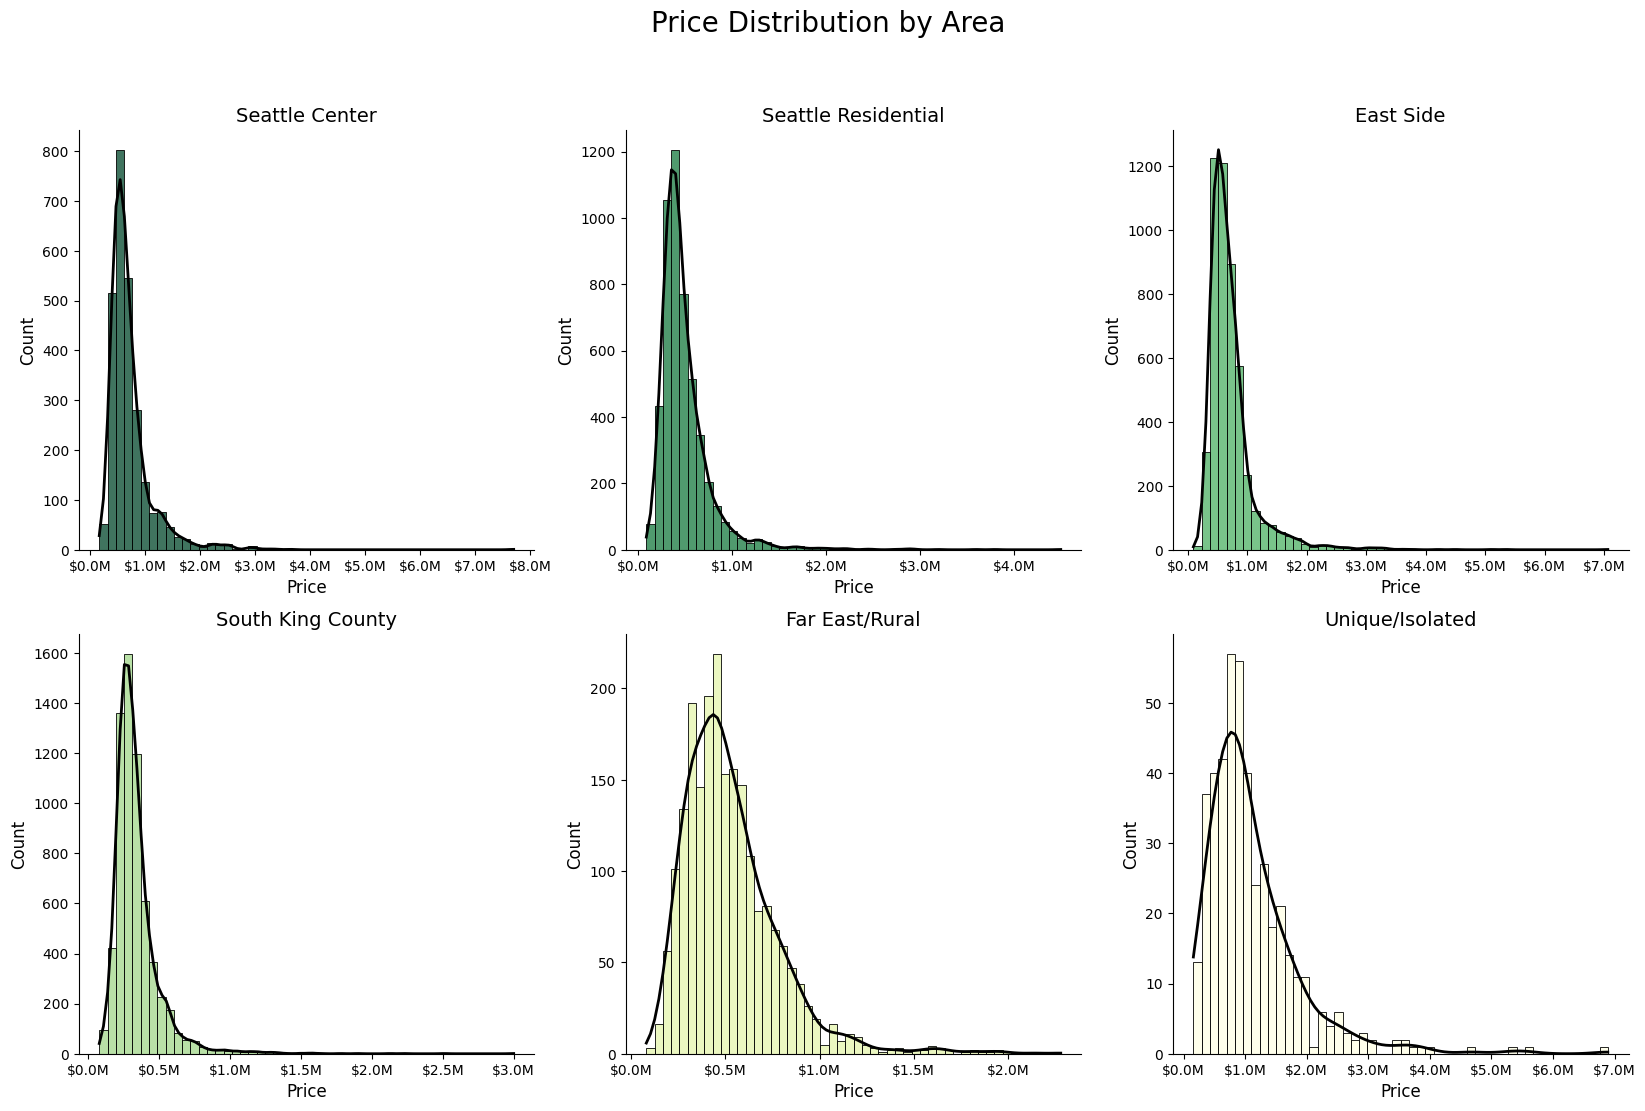 Price Distribution by Area
Seattle Center
800
700
600
500
400
300
200
100
0
Count
$0.0M $1.0M $2.0M $3.0M $4.0M $5.0M $6.0M $7.0M $8.0M
Price
Seattle Residential
1200
1000
800
600
400
200
0
Count
$0.0M $1.0M $2.0M $3.0M $4.0M
Price
East Side
1200
1000
800
600
400
200
0
Count
$0.0M $1.0M $2.0M $3.0M $4.0M $5.0M $6.0M $7.0M
Price
South King County
1600
1400
1200
1000
800
600
400
200
0
Count
$0.0M $0.5M $1.0M $1.5M $2.0M $2.5M $3.0M
Price
Far East/Rural
200
150
100
50
0
Count
$0.0M $0.5M $1.0M $1.5M $2.0M
Price
Unique/Isolated
50
40
30
20
10
0
Count
$0.0M $1.0M $2.0M $3.0M $4.0M $5.0M $6.0M $7.0M
Price